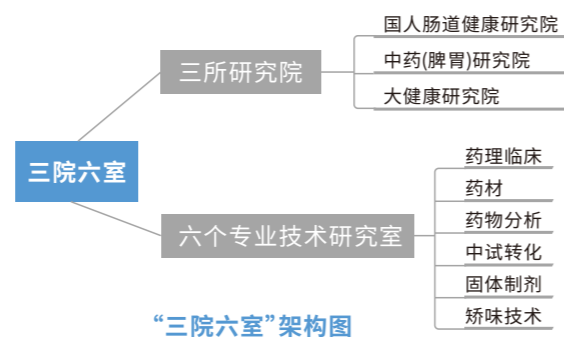 三院六室
三所研究院
国人肠道健康研究院
中药(脾胃)研究院
大健康研究院
六个专业技术研究室
药理临床
药材
药物分析
中试转化
固体制剂
矫味技术
“三院六室”架构图